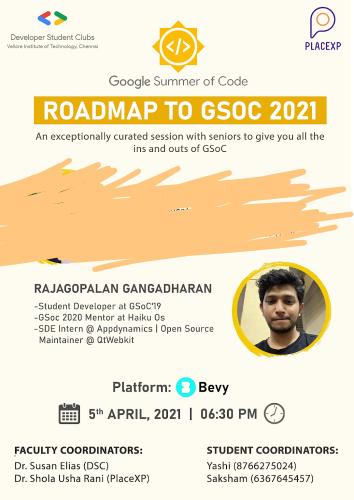 Developer Student Clubs
Vellore Institute of Technology, Chennai
PLACEXP
</>
Google Summer of Code
ROADMAP TO GSOC 2021
An exceptionally curated session with seniors to give you all the
ins and outs of GSoC
RAJAGOPALAN GANGADHARAN
-Student Developer at GSoC'19
-GSoc 2020 Mentor at Haiku Os
-SDE Intern @ Appdynamics | Open Source
Maintainer @ QtWebkit
Platform: Bevy
5th APRIL, 2021 | 06:30 PM
FACULTY COORDINATORS:
Dr. Susan Elias (DSC)
Dr. Shola Usha Rani (PlaceXP)
STUDENT COORDINATORS:
Yashi (8766275024)
Saksham (6367645457)